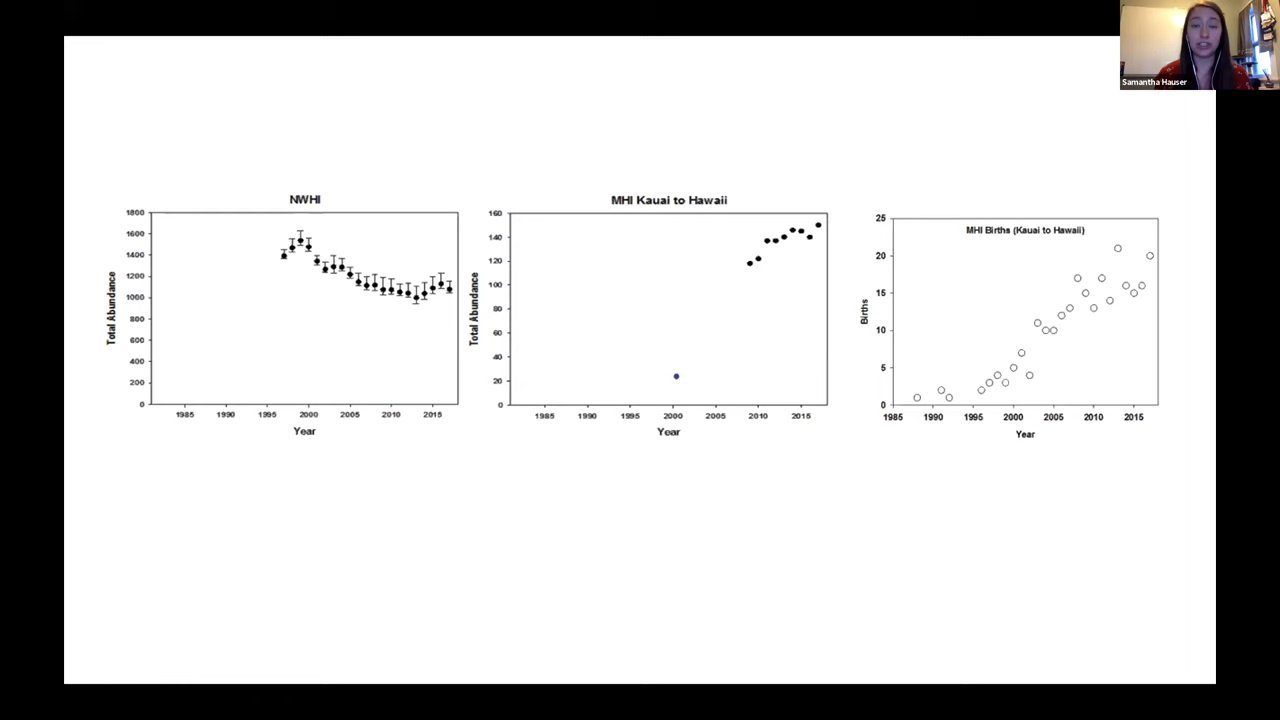 Samantha Hauser
NWHI
1800
1600
1400
1200
1000
800
600
400
200
0
Total Abundance
1985 1990 1995 2000 2005 2010 2015
Year
MHI Kauai to Hawaii
160
140
120
100
80
60
40
20
0
Total Abundance
1985 1990 1995 2000 2005 2010 2015
Year
MHI Births (Kauai to Hawaii)
25
20
15
10
5
0
Births
1985 1990 1995 2000 2005 2010 2015
Year